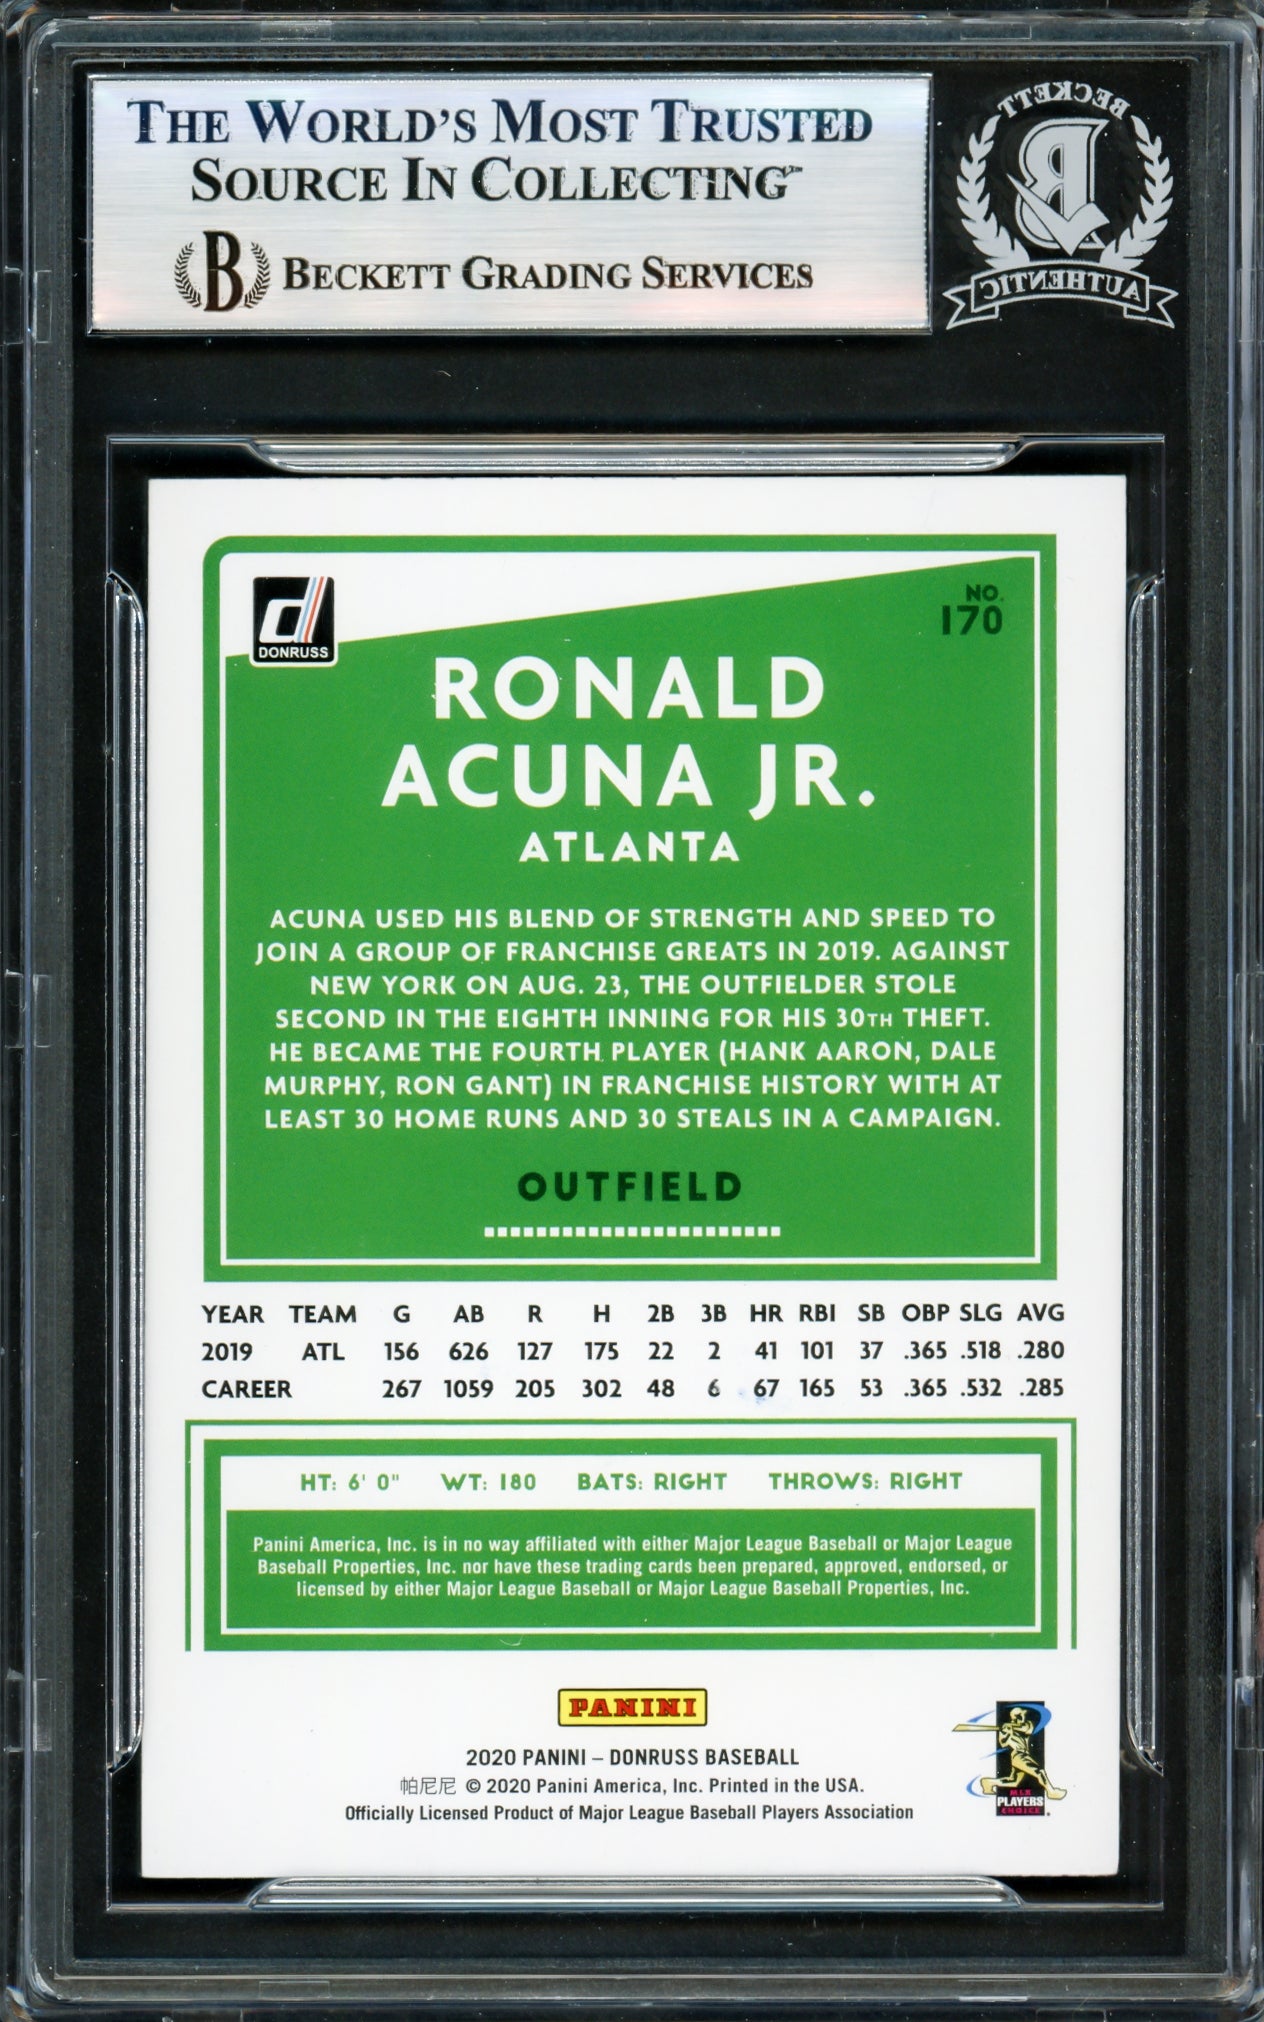 THE WORLD'S MOST TRUSTED
SOURCE IN COLLECTING™
B BECKETT GRADING SERVICES
BECKETT
B
AUTHENTIC
d
DONRUSS
NO.
170
RONALD
ACUNA JR.
ATLANTA
ACUNA USED HIS BLEND OF STRENGTH AND SPEED TO
JOIN A GROUP OF FRANCHISE GREATS IN 2019. AGAINST
NEW YORK ON AUG. 23, THE OUTFIELDER STOLE
SECOND IN THE EIGHTH INNING FOR HIS 30TH THEFT.
HE BECAME THE FOURTH PLAYER (HANK AARON, DALE
MURPHY, RON GANT) IN FRANCHISE HISTORY WITH AT
LEAST 30 HOME RUNS AND 30 STEALS IN A CAMPAIGN.
OUTFIELD
YEAR TEAM G AB R H 2B 3B HR RBI SB OBP SLG AVG
2019 ATL 156 626 127 175 22 2 41 101 37 .365 .518 .280
CAREER 267 1059 205 302 48 6 67 165 53 .365 .532 .285
HT: 6' 0" WT: 180 BATS: RIGHT THROWS: RIGHT
Panini America, Inc. is in no way affiliated with either Major League Baseball or Major League
Baseball Properties, Inc. nor have these trading cards been prepared, approved, endorsed, or
licensed by either Major League Baseball or Major League Baseball Properties, Inc.
PANINI
2020 PANINI – DONRUSS BASEBALL
帕尼尼 © 2020 Panini America, Inc. Printed in the USA.
Officially Licensed Product of Major League Baseball Players Association
MLB
PLAYERS
CHOICE
®